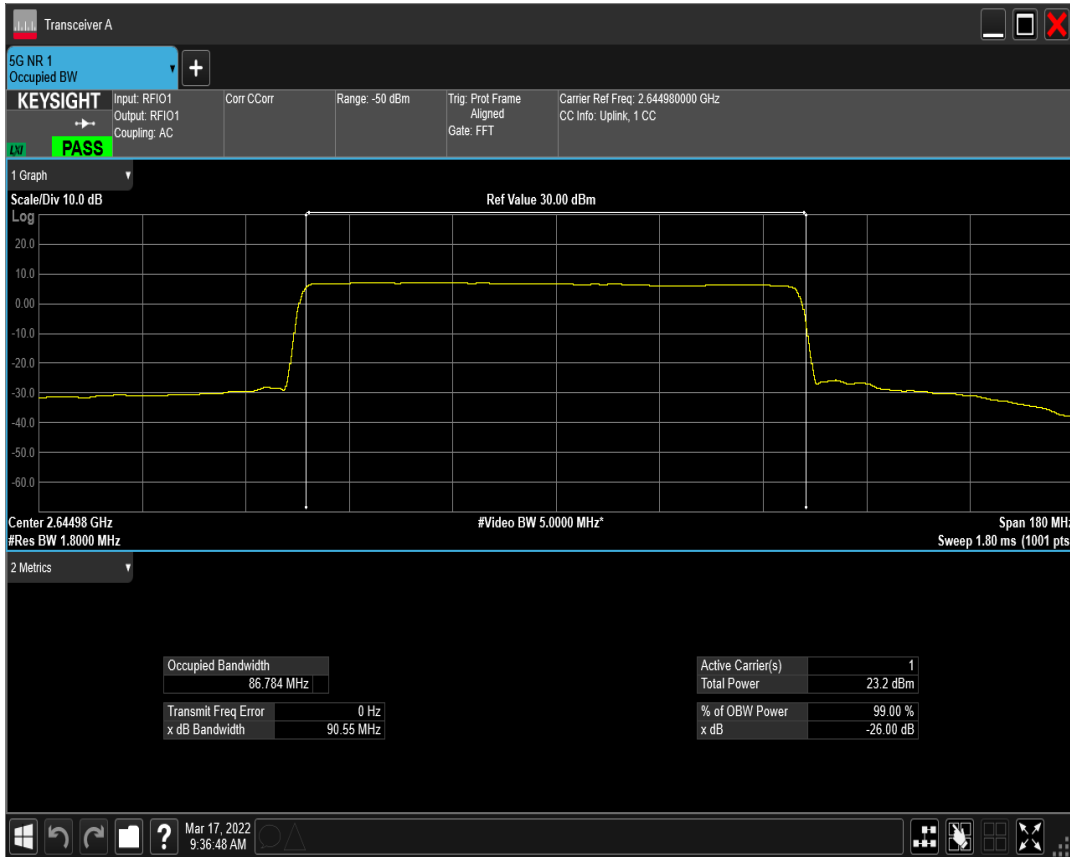 Transceiver A
5G NR 1
Occupied BW
KEYSIGHT
LXI
PASS
Input: RFIO1
Output: RFIO1
Coupling: AC
Corr CCorr
Range: -50 dBm
Trig: Prot Frame
Aligned
Gate: FFT
Carrier Ref Freq: 2.644980000 GHz
CC Info: Uplink, 1 CC
1 Graph
Scale/Div 10.0 dB
Ref Value 30.00 dBm
Log
20.0
10.0
0.00
-10.0
-20.0
-30.0
-40.0
-50.0
-60.0
Center 2.64498 GHz
#Video BW 5.0000 MHz*
Span 180 MHz
#Res BW 1.8000 MHz
Sweep 1.80 ms (1001 pts
2 Metrics
Occupied Bandwidth
86.784 MHz
Transmit Freq Error 0 Hz
x dB Bandwidth 90.55 MHz
Active Carrier(s) 1
Total Power 23.2 dBm
% of OBW Power 99.00 %
x dB -26.00 dB
Mar 17, 2022
9:36:48 AM